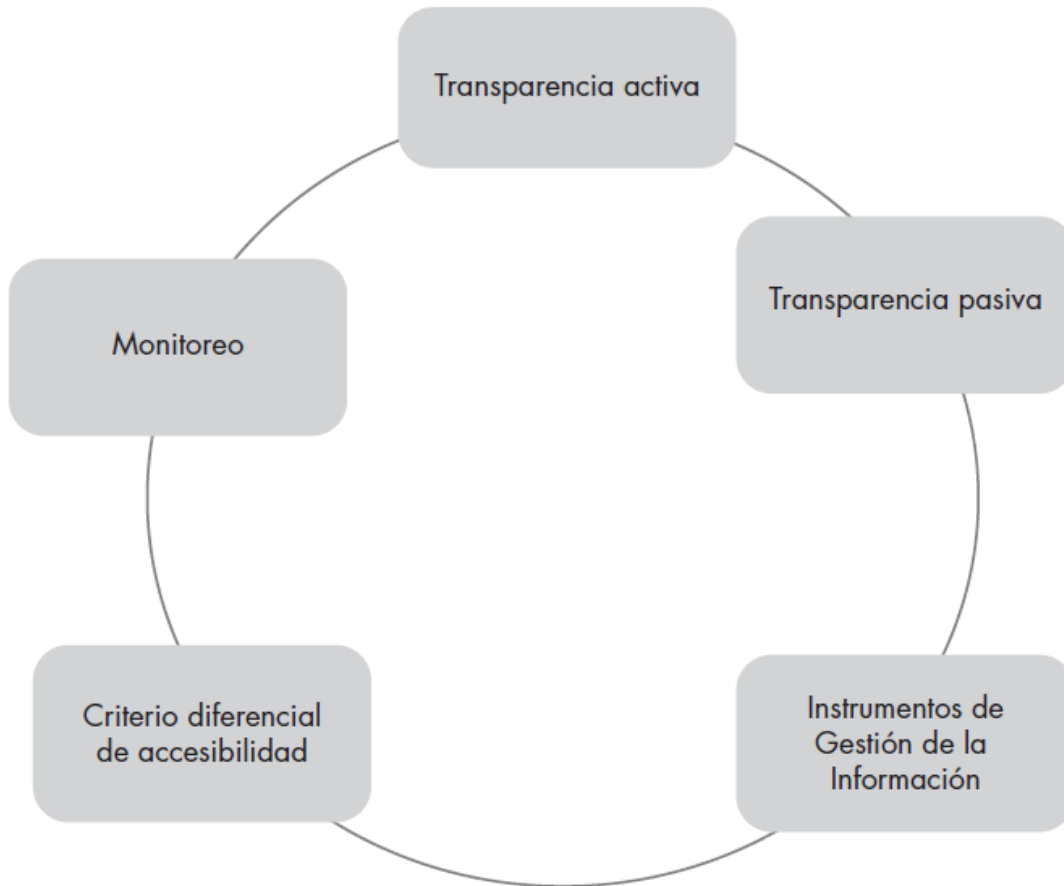 Transparencia activa
Transparencia pasiva
Instrumentos de
Gestión de la
Información
Criterio diferencial
de accesibilidad
Monitoreo